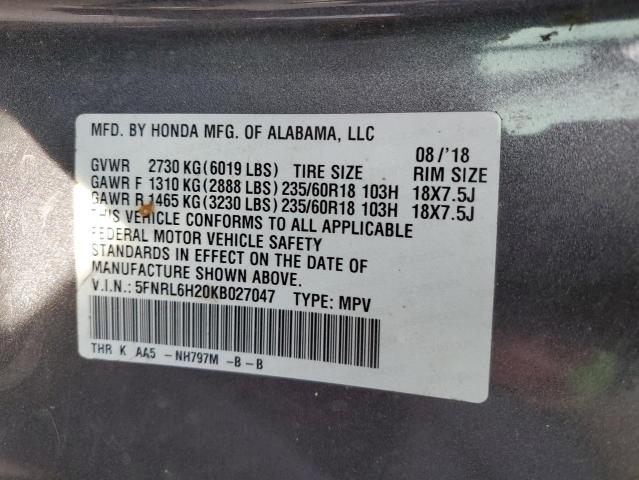 MFD. BY HONDA MFG. OF ALABAMA, LLC 08/'18
GVWR 2730 KG (6019 LBS) TIRE SIZE RIM SIZE
GAWR F 1310 KG (2888 LBS) 235/60R18 103H 18X7.5J
GAWR R 1465 KG (3230 LBS) 235/60R18 103H 18X7.5J
THIS VEHICLE CONFORMS TO ALL APPLICABLE
FEDERAL MOTOR VEHICLE SAFETY
STANDARDS IN EFFECT ON THE DATE OF
MANUFACTURE SHOWN ABOVE.
V.I.N.: 5FNRL6H20KB027047 TYPE: MPV
THR K AA5 -NH797M -B -B